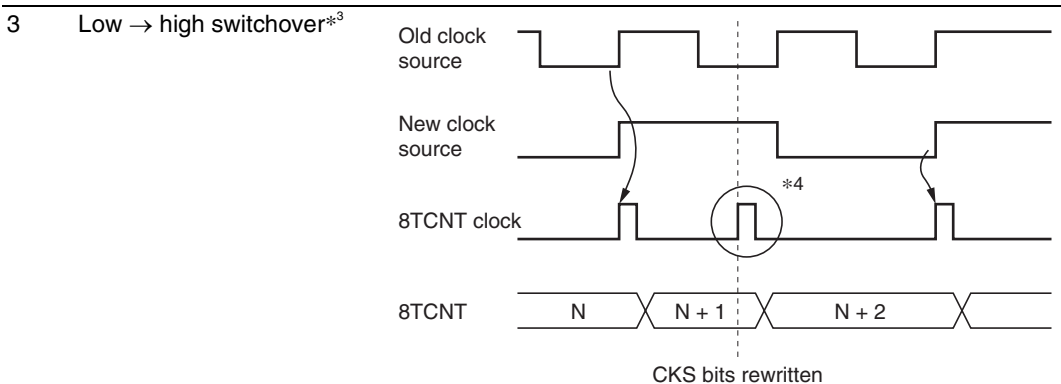 3 Low → high switchover*³
Old clock
source
New clock
source
*4
8TCNT clock
8TCNT N N + 1 N + 2
CKS bits rewritten